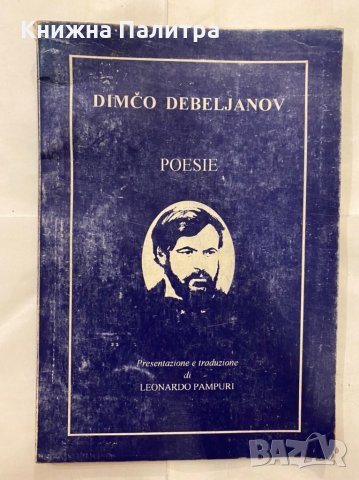 Книжна Палитра
DIMČO DEBELJANOV
POESIE
Presentazione e traduzione
di
LEONARDO PAMPURI
BAZAR